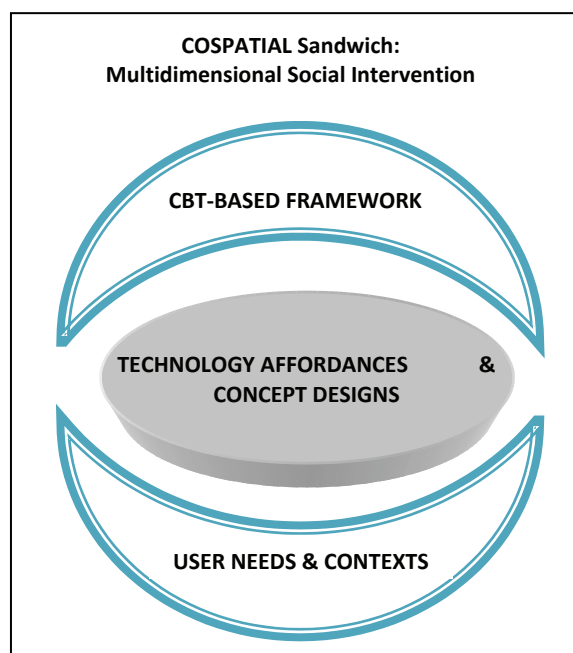 COSPATIAL Sandwich:
Multidimensional Social Intervention
CBT-BASED FRAMEWORK
TECHNOLOGY AFFORDANCES &
CONCEPT DESIGNS
USER NEEDS & CONTEXTS